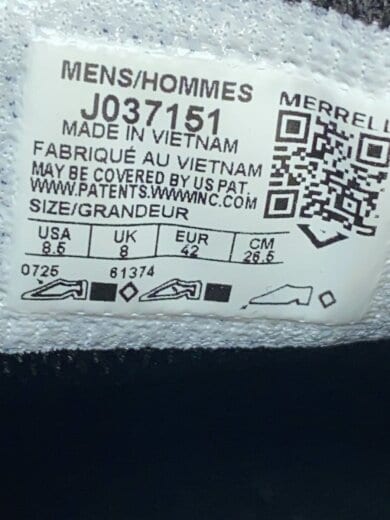 MENS/HOMMES
MERRELL
J037151
MADE IN VIETNAM
FABRIQUÉ AU VIETNAM
MAY BE COVERED BY US PAT.
WWW.PATENTS.WWWINC.COM
SIZE/GRANDEUR
USA UK EUR CM
8.5 8 42 26.5
0725 61374